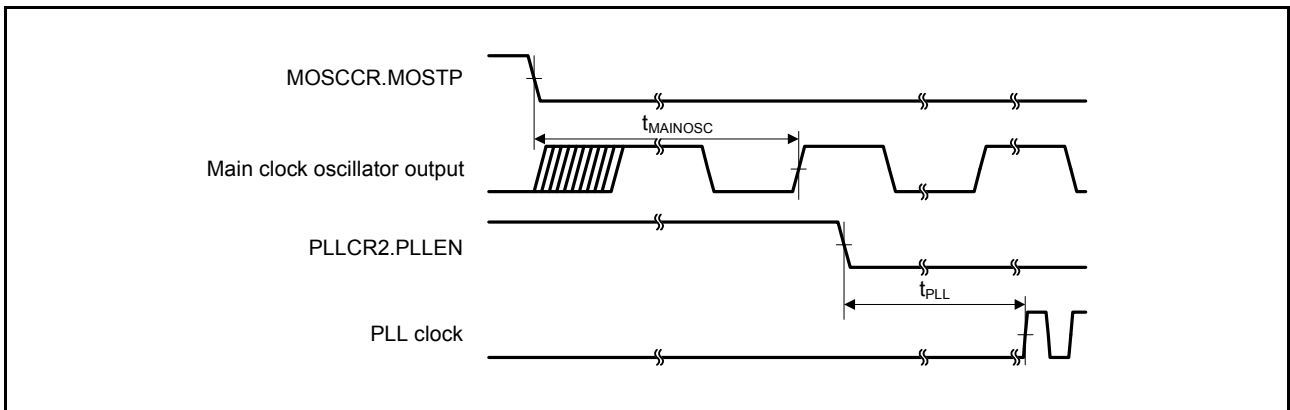 MOSCCR.MOSTP
tMAINOSC
Main clock oscillator output
PLLCR2.PLLEN
tPLL
PLL clock